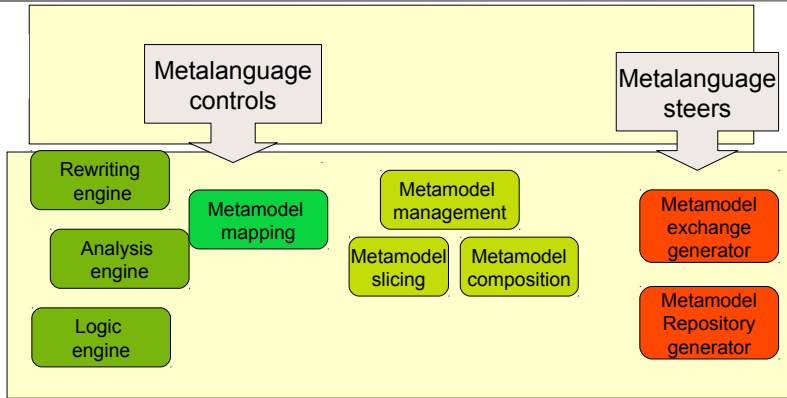 Metalanguage
controls
Metalanguage
steers
Rewriting
engine
Analysis
engine
Logic
engine
Metamodel
mapping
Metamodel
management
Metamodel
slicing
Metamodel
composition
Metamodel
exchange
generator
Metamodel
Repository
generator